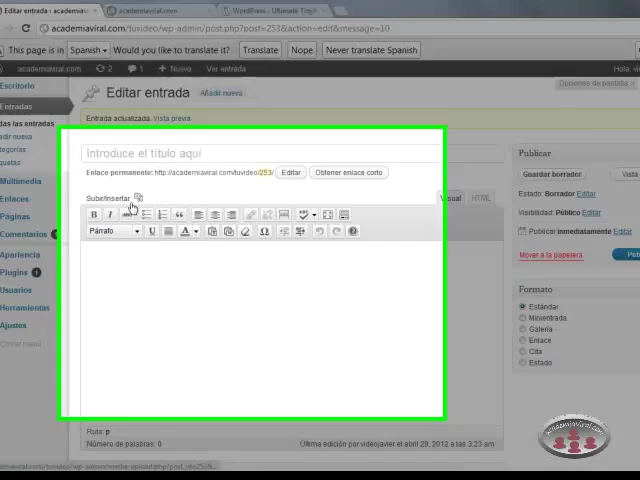 Editar entrada ‹ academiavi
academiaviral.com
WordPress › Ultimate Tinyl
academiaviral.com/tuvideo/wp-admin/post.php?post=253&action=edit&message=10
This page is in Spanish Would you like to translate it? Translate Nope Never translate Spanish
academiaviral.com 2 1 Nuevo Ver entrada Hola,
Escritorio
Opciones de pantalla
Entradas
Editar entrada Añadir nueva
das las entradas
adir nueva
tegorías
quetas
Entrada actualizada. Vista previa
Introduce el título aquí
Enlace permanente: http://academiaviral.com/tuvideo/253/ Editar Obtener enlace corto
Subir/Insertar
Visual HTML
B I ABC
Párrafo U A Ω
Ruta: p
Número de palabras: 0
Última edición por videojavier el abril 28, 2012 a las 3:23 am
Multimedia
Enlaces
Páginas
Comentarios
Apariencia
Plugins 1
Usuarios
Herramientas
Ajustes
Cerrar menú
Publicar
Guardar borrador Vista
Estado: Borrador Editar
Visibilidad: Público Editar
Publicar inmediatamente Editar
Mover a la papelera Pub
Formato
Estándar
Minientrada
Galería
Enlace
Cita
Estado
academiaviral.com